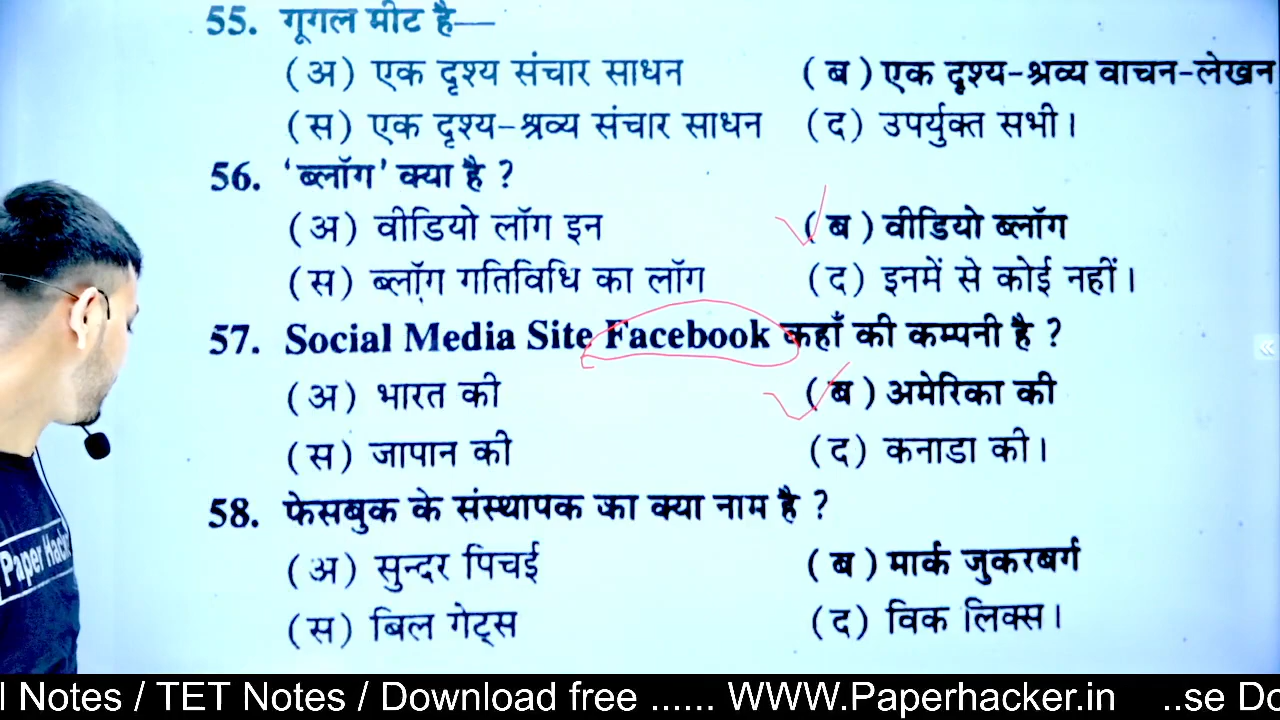 55. गूगल मीट है—
(अ) एक दृश्य संचार साधन (ब) एक दृश्य-श्रव्य वाचन-लेखन
(स) एक दृश्य-श्रव्य संचार साधन (द) उपर्युक्त सभी।
56. ‘ब्लॉग’ क्या है ?
(अ) वीडियो लॉग इन (ब) वीडियो ब्लॉग
(स) ब्लॉग गतिविधि का लॉग (द) इनमें से कोई नहीं।
57. Social Media Site Facebook कहाँ की कम्पनी है ?
(अ) भारत की (ब) अमेरिका की
(स) जापान की (द) कनाडा की।
58. फेसबुक के संस्थापक का क्या नाम है ?
(अ) सुन्दर पिचई (ब) मार्क जुकरबर्ग
(स) बिल गेट्स (द) विक लिक्स।
Paper Hack
l Notes / TET Notes / Download free ...... WWW.Paperhacker.in ..se Do